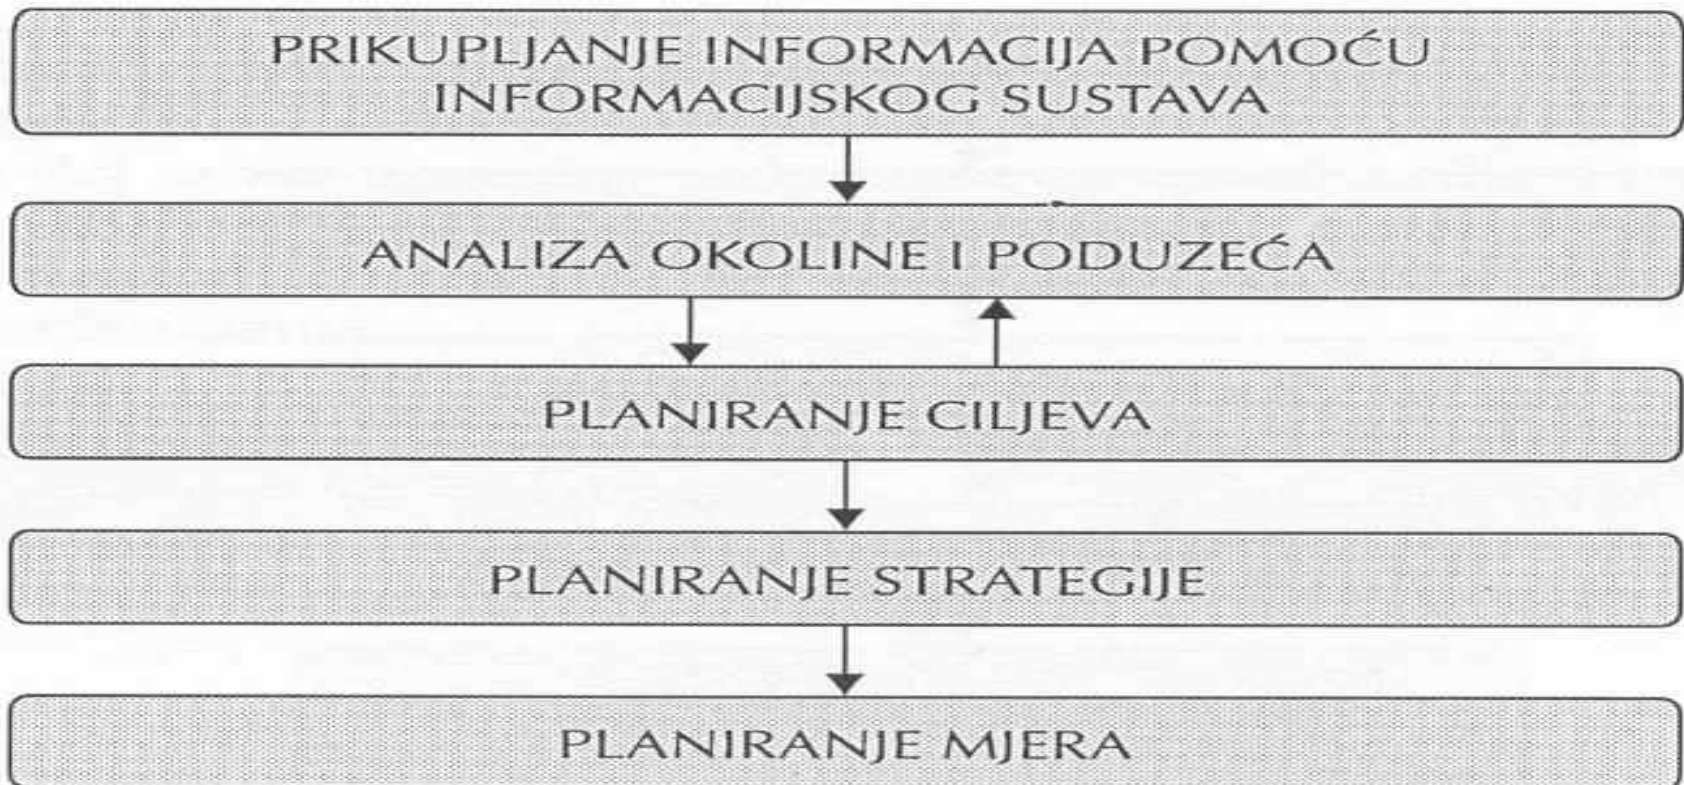 PRIKUPLJANJE INFORMACIJA POMOĆU
INFORMACIJSKOG SUSTAVA
ANALIZA OKOLINE I PODUZEĆA
PLANIRANJE CILJEVA
PLANIRANJE STRATEGIJE
PLANIRANJE MJERA